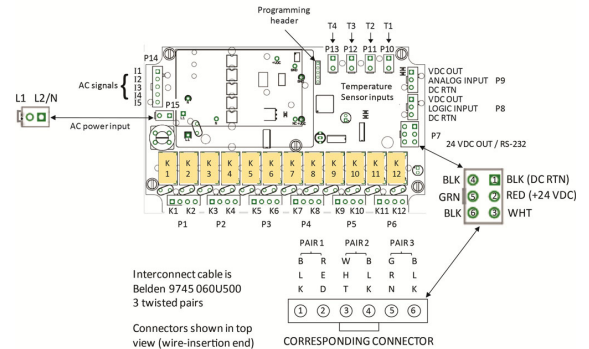 Programming
header
T4 T3 T2 T1
P13 P12 P11 P10
P14
I1
I2
I3
I4
I5
AC signals
P15
L1 L2/N
AC power input
Temperature
Sensor inputs
VDC OUT
ANALOG INPUT P9
DC RTN
VDC OUT
LOGIC INPUT P8
DC RTN
P7
24 VDC OUT / RS-232
K K K K K K K K K K K K
1 2 3 4 5 6 7 8 9 10 11 12
K1 K2 K3 K4 K5 K6 K7 K8 K9 K10 K11 K12
P1 P2 P3 P4 P5 P6
BLK 4 1 BLK (DC RTN)
GRN 5 2 RED (+24 VDC)
BLK 6 3 WHT
PAIR 1 PAIR 2 PAIR 3
B R W B G B
L E H L R L
K D T K N K
1 2 3 4 5 6
CORRESPONDING CONNECTOR
Interconnect cable is
Belden 9745 060U500
3 twisted pairs
Connectors shown in top
view (wire-insertion end)